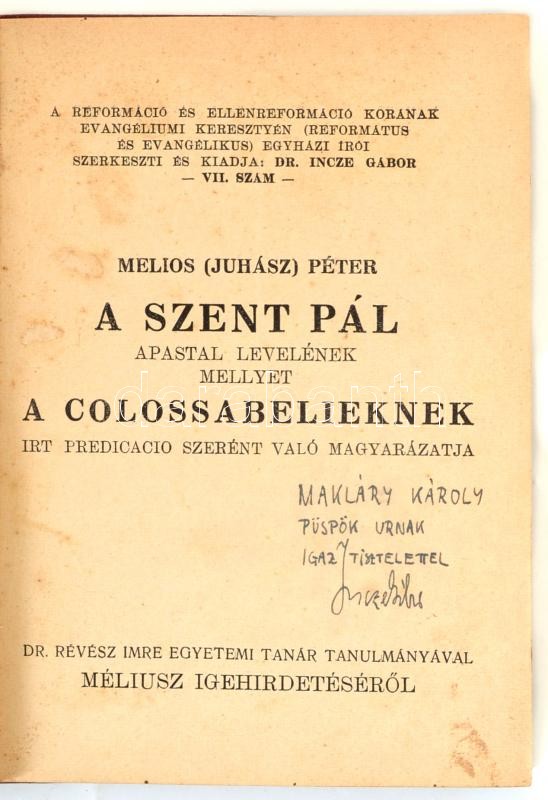 A REFORMÁCIÓ ÉS ELLENREFORMÁCIÓ KORÁNAK
EVANGÉLIUMI KERESZTYÉN (REFORMÁTUS
ÉS EVANGÉLIKUS) EGYHÁZI ÍRÓI
SZERKESZTI ÉS KIADJA: DR. INCZE GÁBOR
— VII. SZÁM —
MELIOS (JUHÁSZ) PÉTER
A SZENT PÁL
APASTAL LEVELÉNEK
MELLYET
A COLOSSABELIEKNEK
IRT PREDICACIO SZERÉNT VALÓ MAGYARÁZATJA
MAKLÁRY KÁROLY
PÜSPÖK URNAK
IGAZ TISZTELETTEL
DR. RÉVÉSZ IMRE EGYETEMI TANÁR TANULMÁNYÁVAL
MÉLIUSZ IGEHIRDETÉSÉRŐL